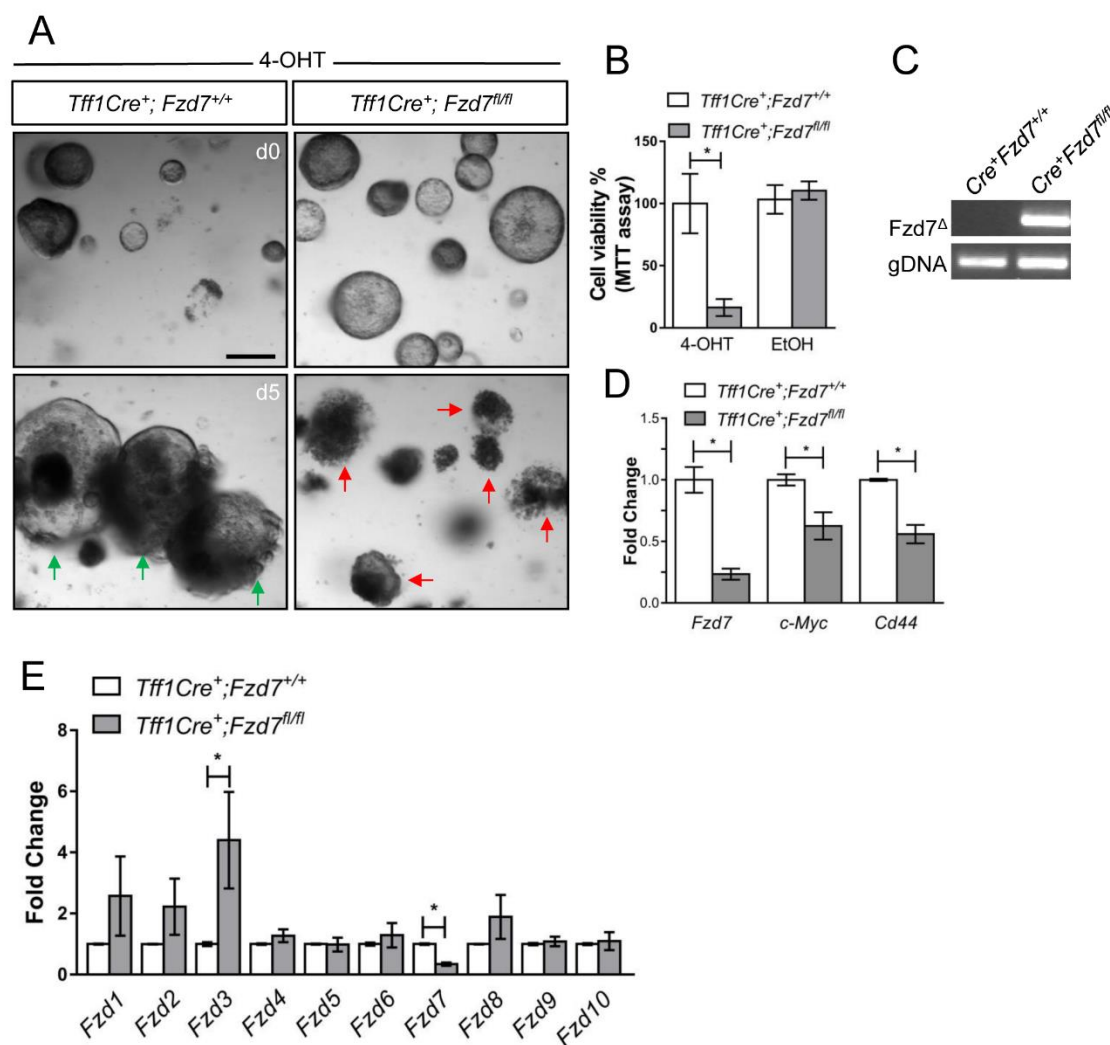 A
4-OHT
Tff1Cre+; Fzd7+/+
Tff1Cre+; Fzd7fl/fl
d0
d5
B
Tff1Cre+;Fzd7+/+
Tff1Cre+;Fzd7fl/fl
Cell viability %
(MTT assay)
150
100
50
0
*
4-OHT
EtOH
C
Cre+Fzd7+/+
Cre+Fzd7fl/fl
Fzd7Δ
gDNA
D
Tff1Cre+;Fzd7+/+
Tff1Cre+;Fzd7fl/fl
Fold Change
1.5
1.0
0.5
0.0
*
*
*
Fzd7
c-Myc
Cd44
E
Tff1Cre+;Fzd7+/+
Tff1Cre+;Fzd7fl/fl
Fold Change
8
6
4
2
0
*
*
Fzd1
Fzd2
Fzd3
Fzd4
Fzd5
Fzd6
Fzd7
Fzd8
Fzd9
Fzd10